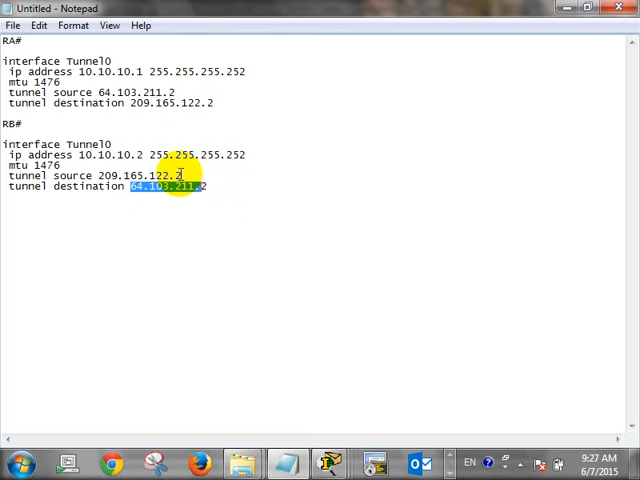 Untitled - Notepad
File Edit Format View Help
RA#
interface Tunnel0
ip address 10.10.10.1 255.255.255.252
mtu 1476
tunnel source 64.103.211.2
tunnel destination 209.165.122.2
RB#
interface Tunnel0
ip address 10.10.10.2 255.255.255.252
mtu 1476
tunnel source 209.165.122.2
tunnel destination 64.103.211.2
EN
9:27 AM
6/7/2015